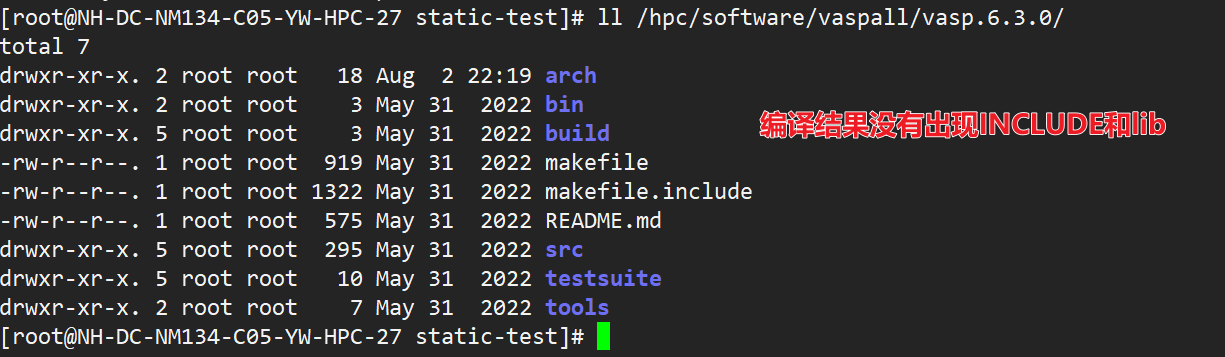 [root@NH-DC-NM134-C05-YW-HPC-27 static-test]# ll /hpc/software/vaspall/vasp.6.3.0/
total 7
drwxr-xr-x. 2 root root   18 Aug  2 22:19 arch
drwxr-xr-x. 2 root root    3 May 31  2022 bin
drwxr-xr-x. 5 root root    3 May 31  2022 build
编译结果没有出现INCLUDE和lib
-rw-r--r--. 1 root root  919 May 31  2022 makefile
-rw-r--r--. 1 root root 1322 May 31  2022 makefile.include
-rw-r--r--. 1 root root  575 May 31  2022 README.md
drwxr-xr-x. 5 root root  295 May 31  2022 src
drwxr-xr-x. 5 root root   10 May 31  2022 testsuite
drwxr-xr-x. 2 root root    7 May 31  2022 tools
[root@NH-DC-NM134-C05-YW-HPC-27 static-test]#